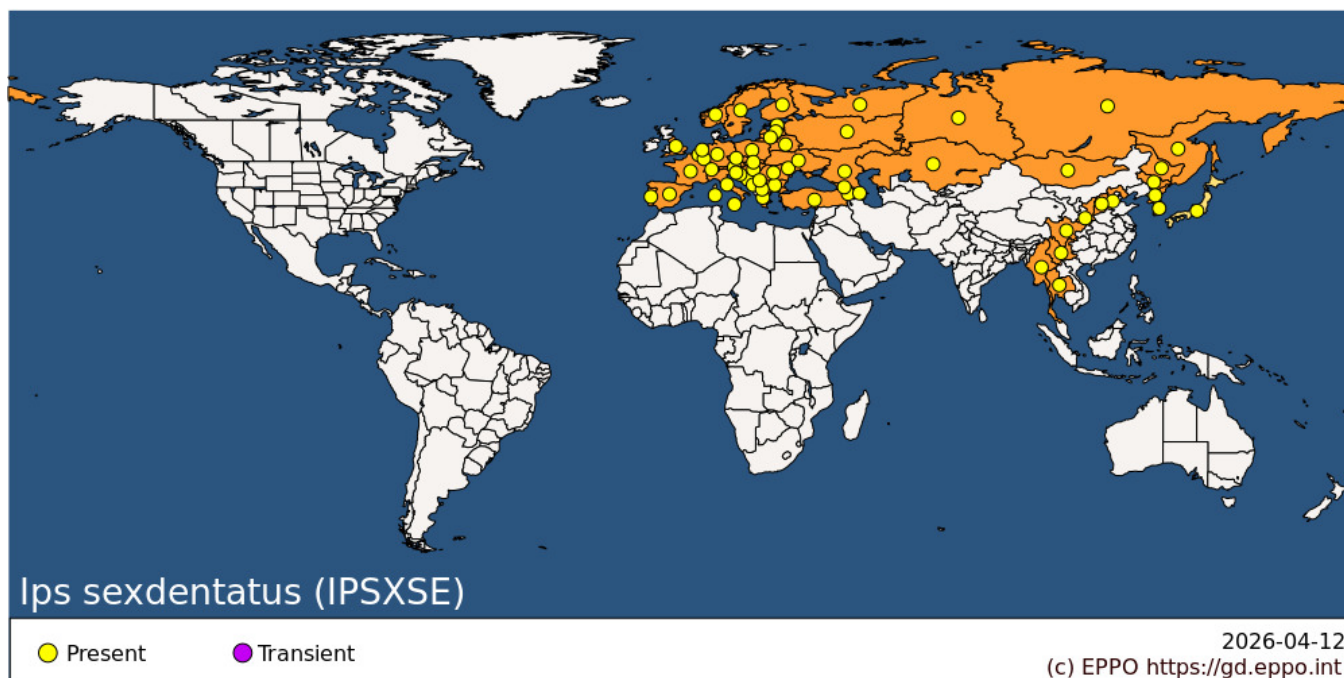 Ips sexdentatus (IPSXSE)
Present
Transient
2026-04-12
(c) EPPO https://gd.eppo.int